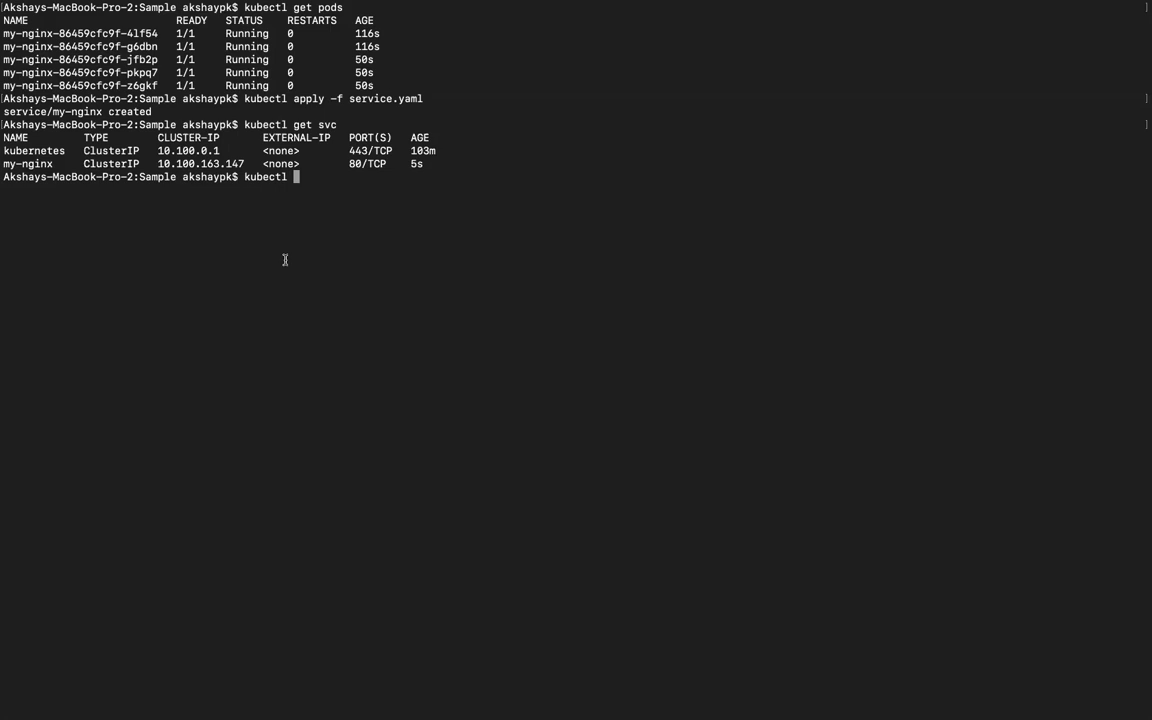 [Akshays-MacBook-Pro-2:Sample akshaypk$ kubectl get pods ]
NAME READY STATUS RESTARTS AGE
my-nginx-86459cfc9f-4lf54 1/1 Running 0 116s
my-nginx-86459cfc9f-g6dbn 1/1 Running 0 116s
my-nginx-86459cfc9f-jfb2p 1/1 Running 0 50s
my-nginx-86459cfc9f-pkpq7 1/1 Running 0 50s
my-nginx-86459cfc9f-z6gkf 1/1 Running 0 50s
[Akshays-MacBook-Pro-2:Sample akshaypk$ kubectl apply -f service.yaml ]
service/my-nginx created
[Akshays-MacBook-Pro-2:Sample akshaypk$ kubectl get svc ]
NAME TYPE CLUSTER-IP EXTERNAL-IP PORT(S) AGE
kubernetes ClusterIP 10.100.0.1 <none> 443/TCP 103m
my-nginx ClusterIP 10.100.163.147 <none> 80/TCP 5s
Akshays-MacBook-Pro-2:Sample akshaypk$ kubectl